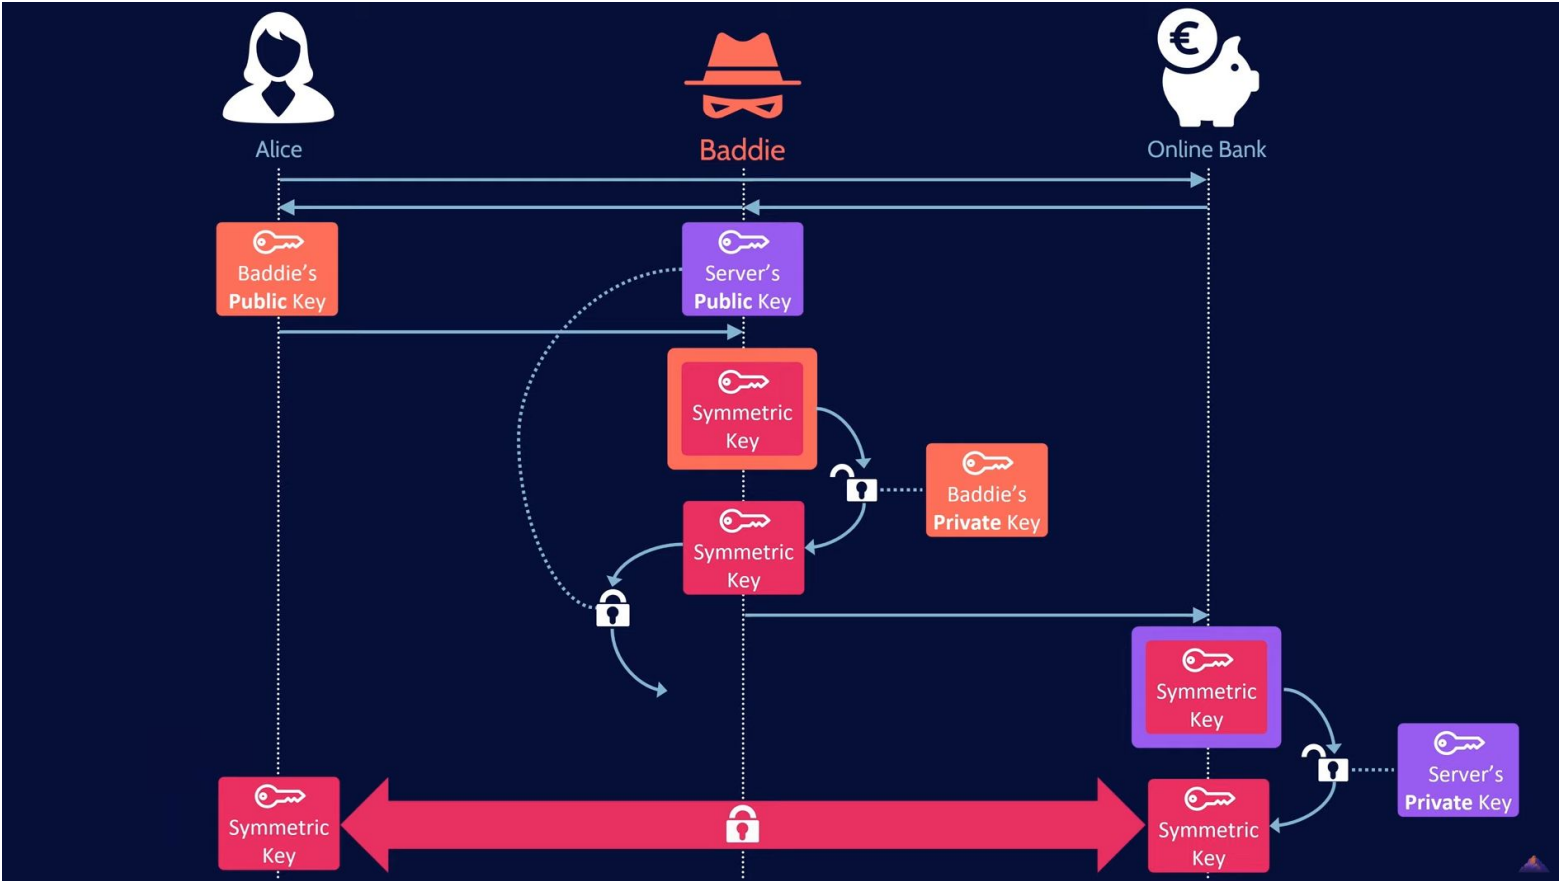 Alice
Baddie
Online Bank
€
Baddie's
Public Key
Server's
Public Key
Symmetric
Key
Baddie's
Private Key
Symmetric
Key
Symmetric
Key
Server's
Private Key
Symmetric
Key
Symmetric
Key